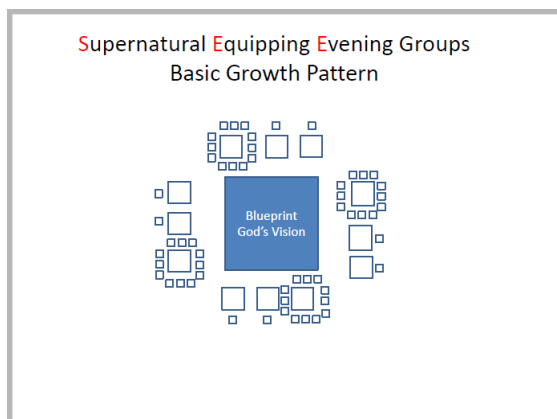 Supernatural Equipping Evening Groups
Basic Growth Pattern
Blueprint
God's Vision